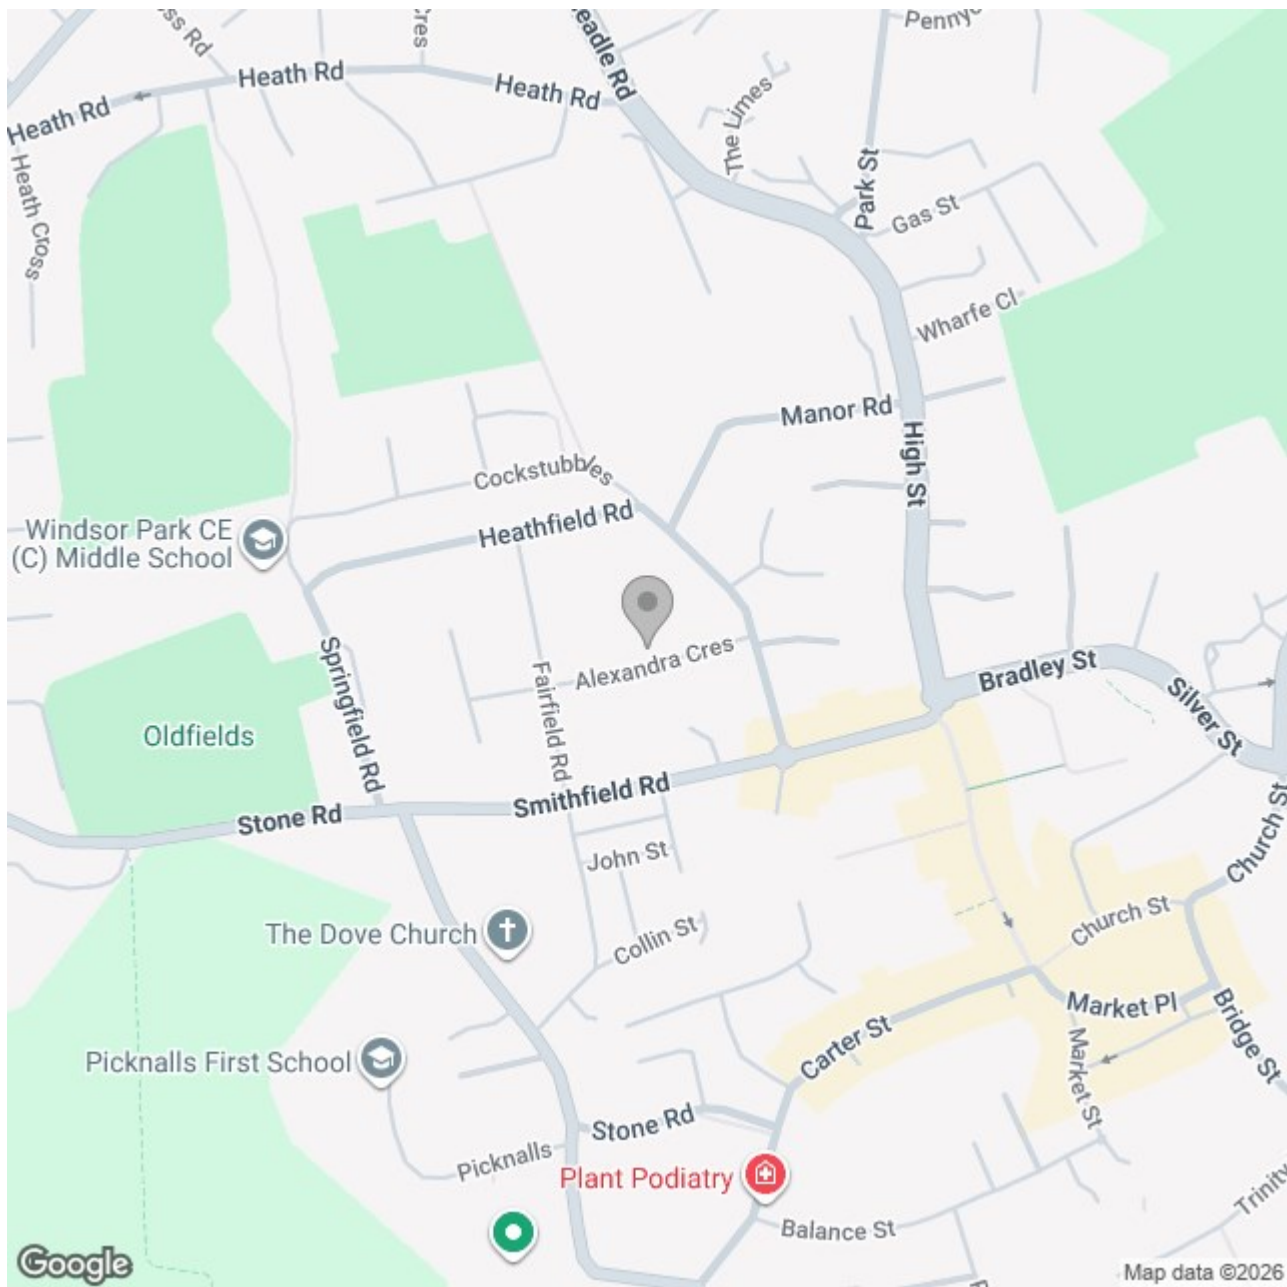 Cres
Pennyc
Heath Rd
Heath Rd
Heath Rd
Heath Cross
The Limes
Park St
Gas St
Wharfe Cl
Manor Rd
High St
Cockstubbles
Heathfield Rd
Windsor Park CE
(C) Middle School
Alexandra Cres
Fairfield Rd
Springfield Rd
Oldfields
Bradley St
Silver St
Smithfield Rd
Stone Rd
John St
Church St
Church St
The Dove Church
Collin St
Market Pl
Bridge St
Carter St
Market St
Picknalls First School
Stone Rd
Picknalls
Plant Podiatry
Balance St
Trinity
Google
Map data ©2026